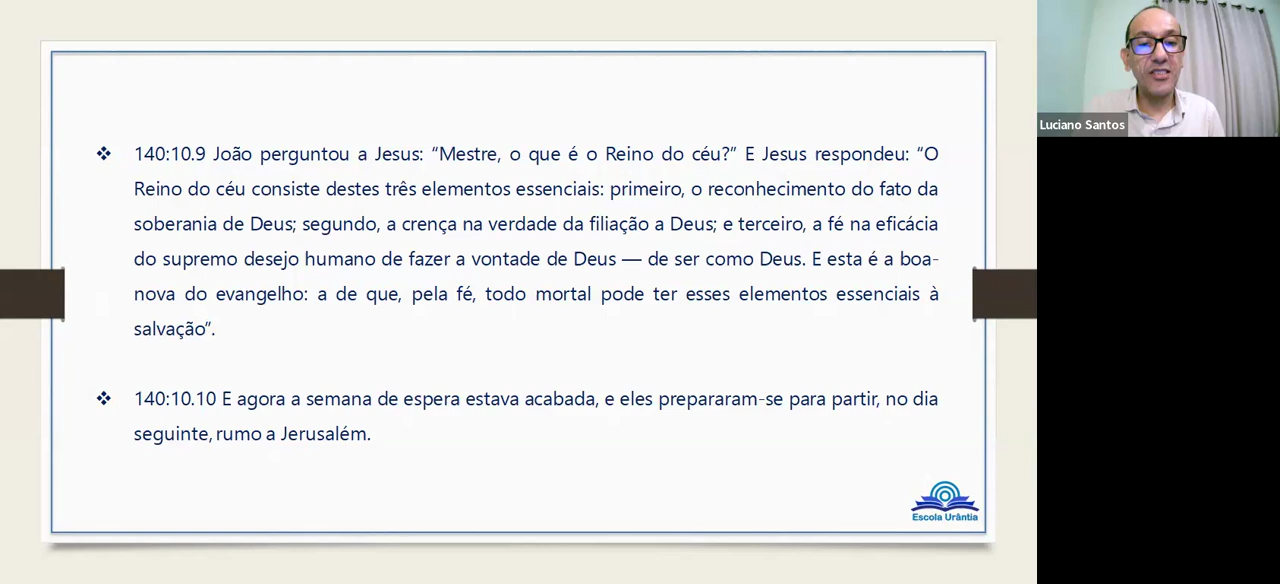 140:10.9 João perguntou a Jesus: “Mestre, o que é o Reino do céu?” E Jesus respondeu: “O
Reino do céu consiste destes três elementos essenciais: primeiro, o reconhecimento do fato da
soberania de Deus; segundo, a crença na verdade da filiação a Deus; e terceiro, a fé na eficácia
do supremo desejo humano de fazer a vontade de Deus — de ser como Deus. E esta é a boa-
nova do evangelho: a de que, pela fé, todo mortal pode ter esses elementos essenciais à
salvação”.
140:10.10 E agora a semana de espera estava acabada, e eles prepararam-se para partir, no dia
seguinte, rumo a Jerusalém.
Escola Urântia
Luciano Santos